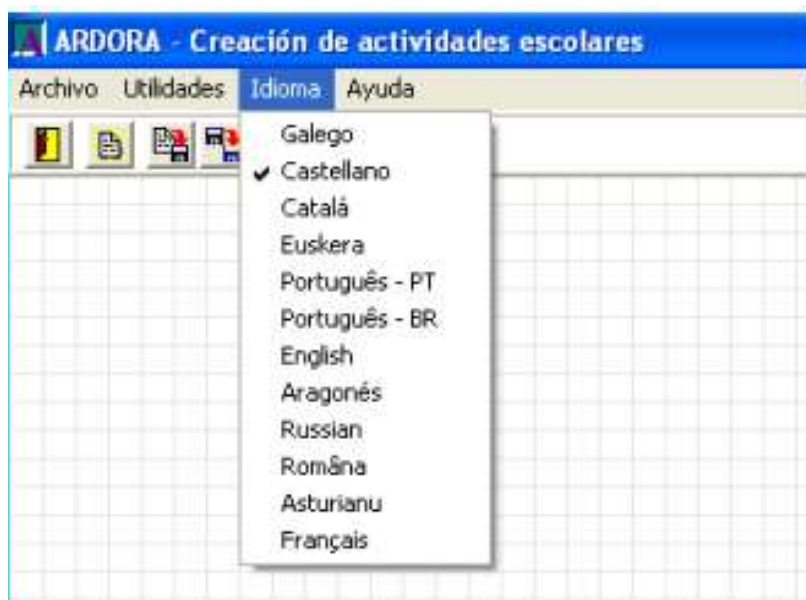 ARDORA - Creación de actividades escolares
Archivo Utilidades Idioma Ayuda
Galego
Castellano
Catalá
Euskera
Português - PT
Português - BR
English
Aragonés
Russian
Româna
Asturianu
Français